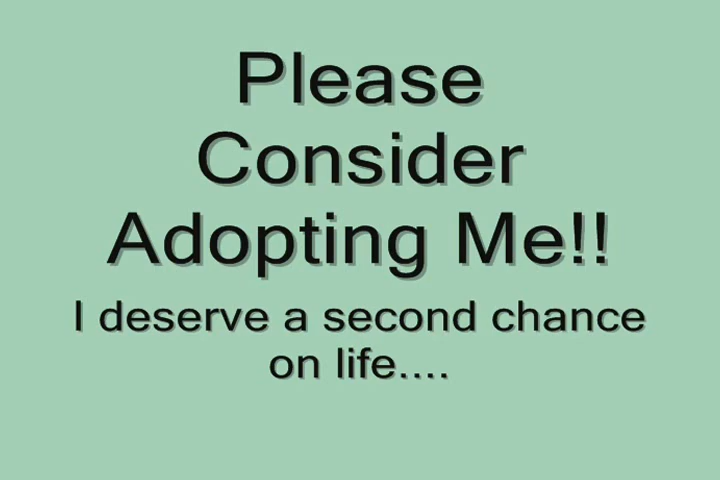 Please
Consider
Adopting Me!!
I deserve a second chance
on life....